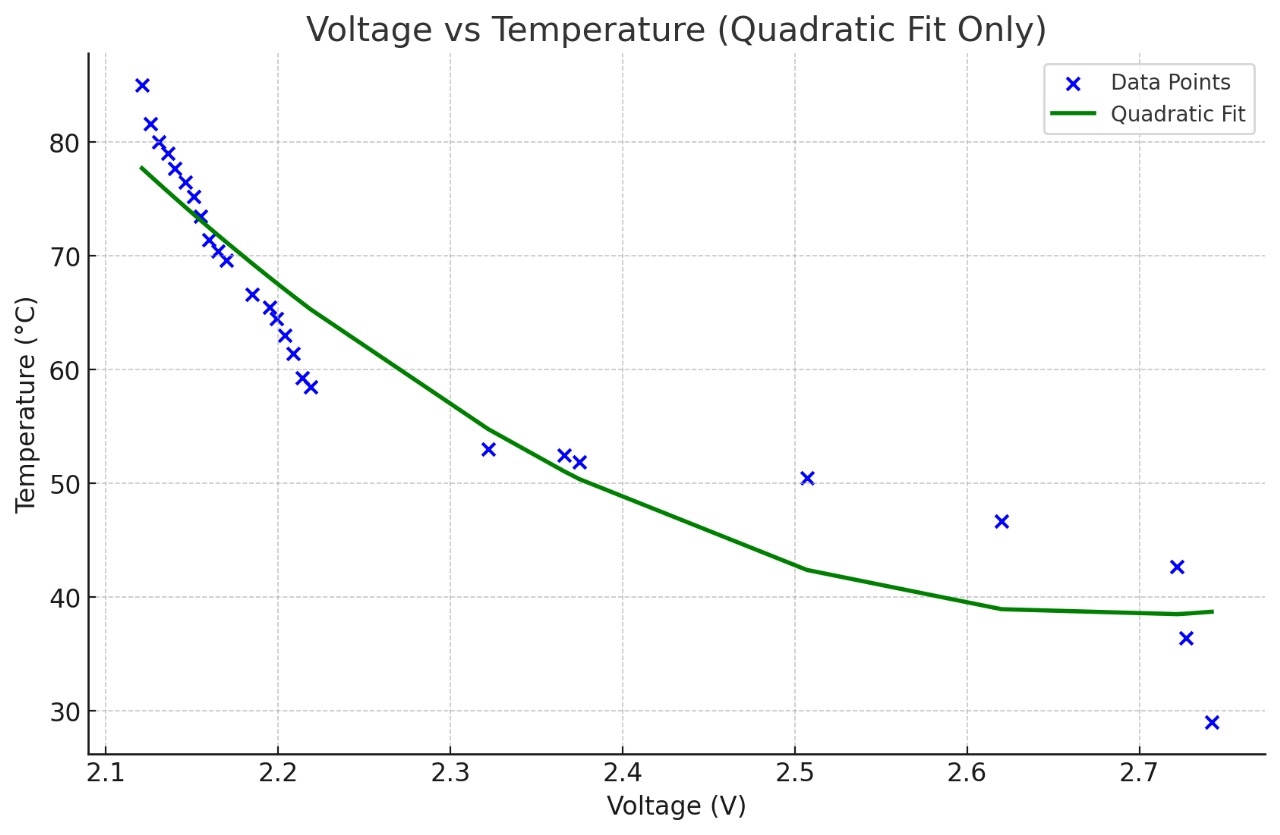 Voltage vs Temperature (Quadratic Fit Only)
Data Points
Quadratic Fit
Temperature (°C)
80
70
60
50
40
30
2.1 2.2 2.3 2.4 2.5 2.6 2.7
Voltage (V)